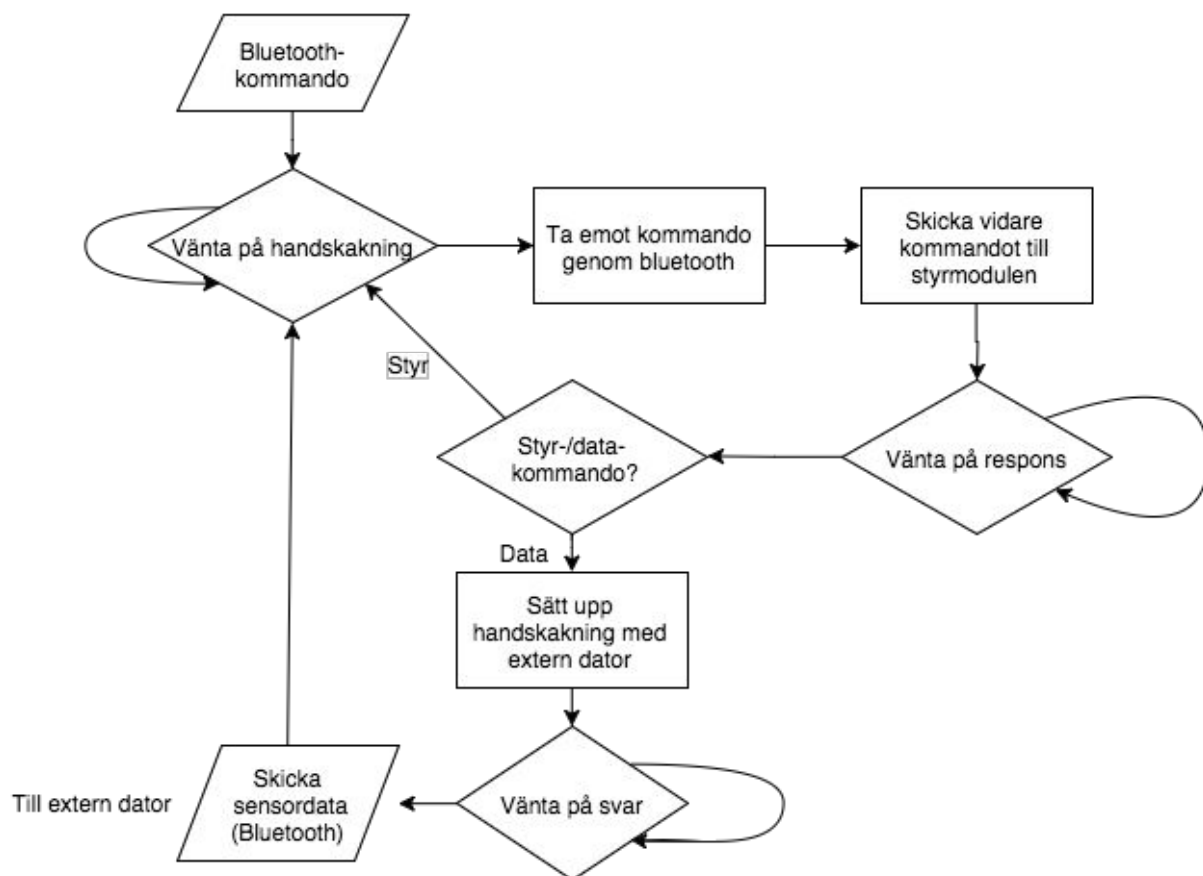 Bluetooth-
kommando
Vänta på handskakning
Ta emot kommando
genom bluetooth
Skicka vidare
kommandot till
styrmodulen
Styr
Styr-/data-
kommando?
Vänta på respons
Data
Sätt upp
handskakning med
extern dator
Till extern dator
Skicka
sensordata
(Bluetooth)
Vänta på svar